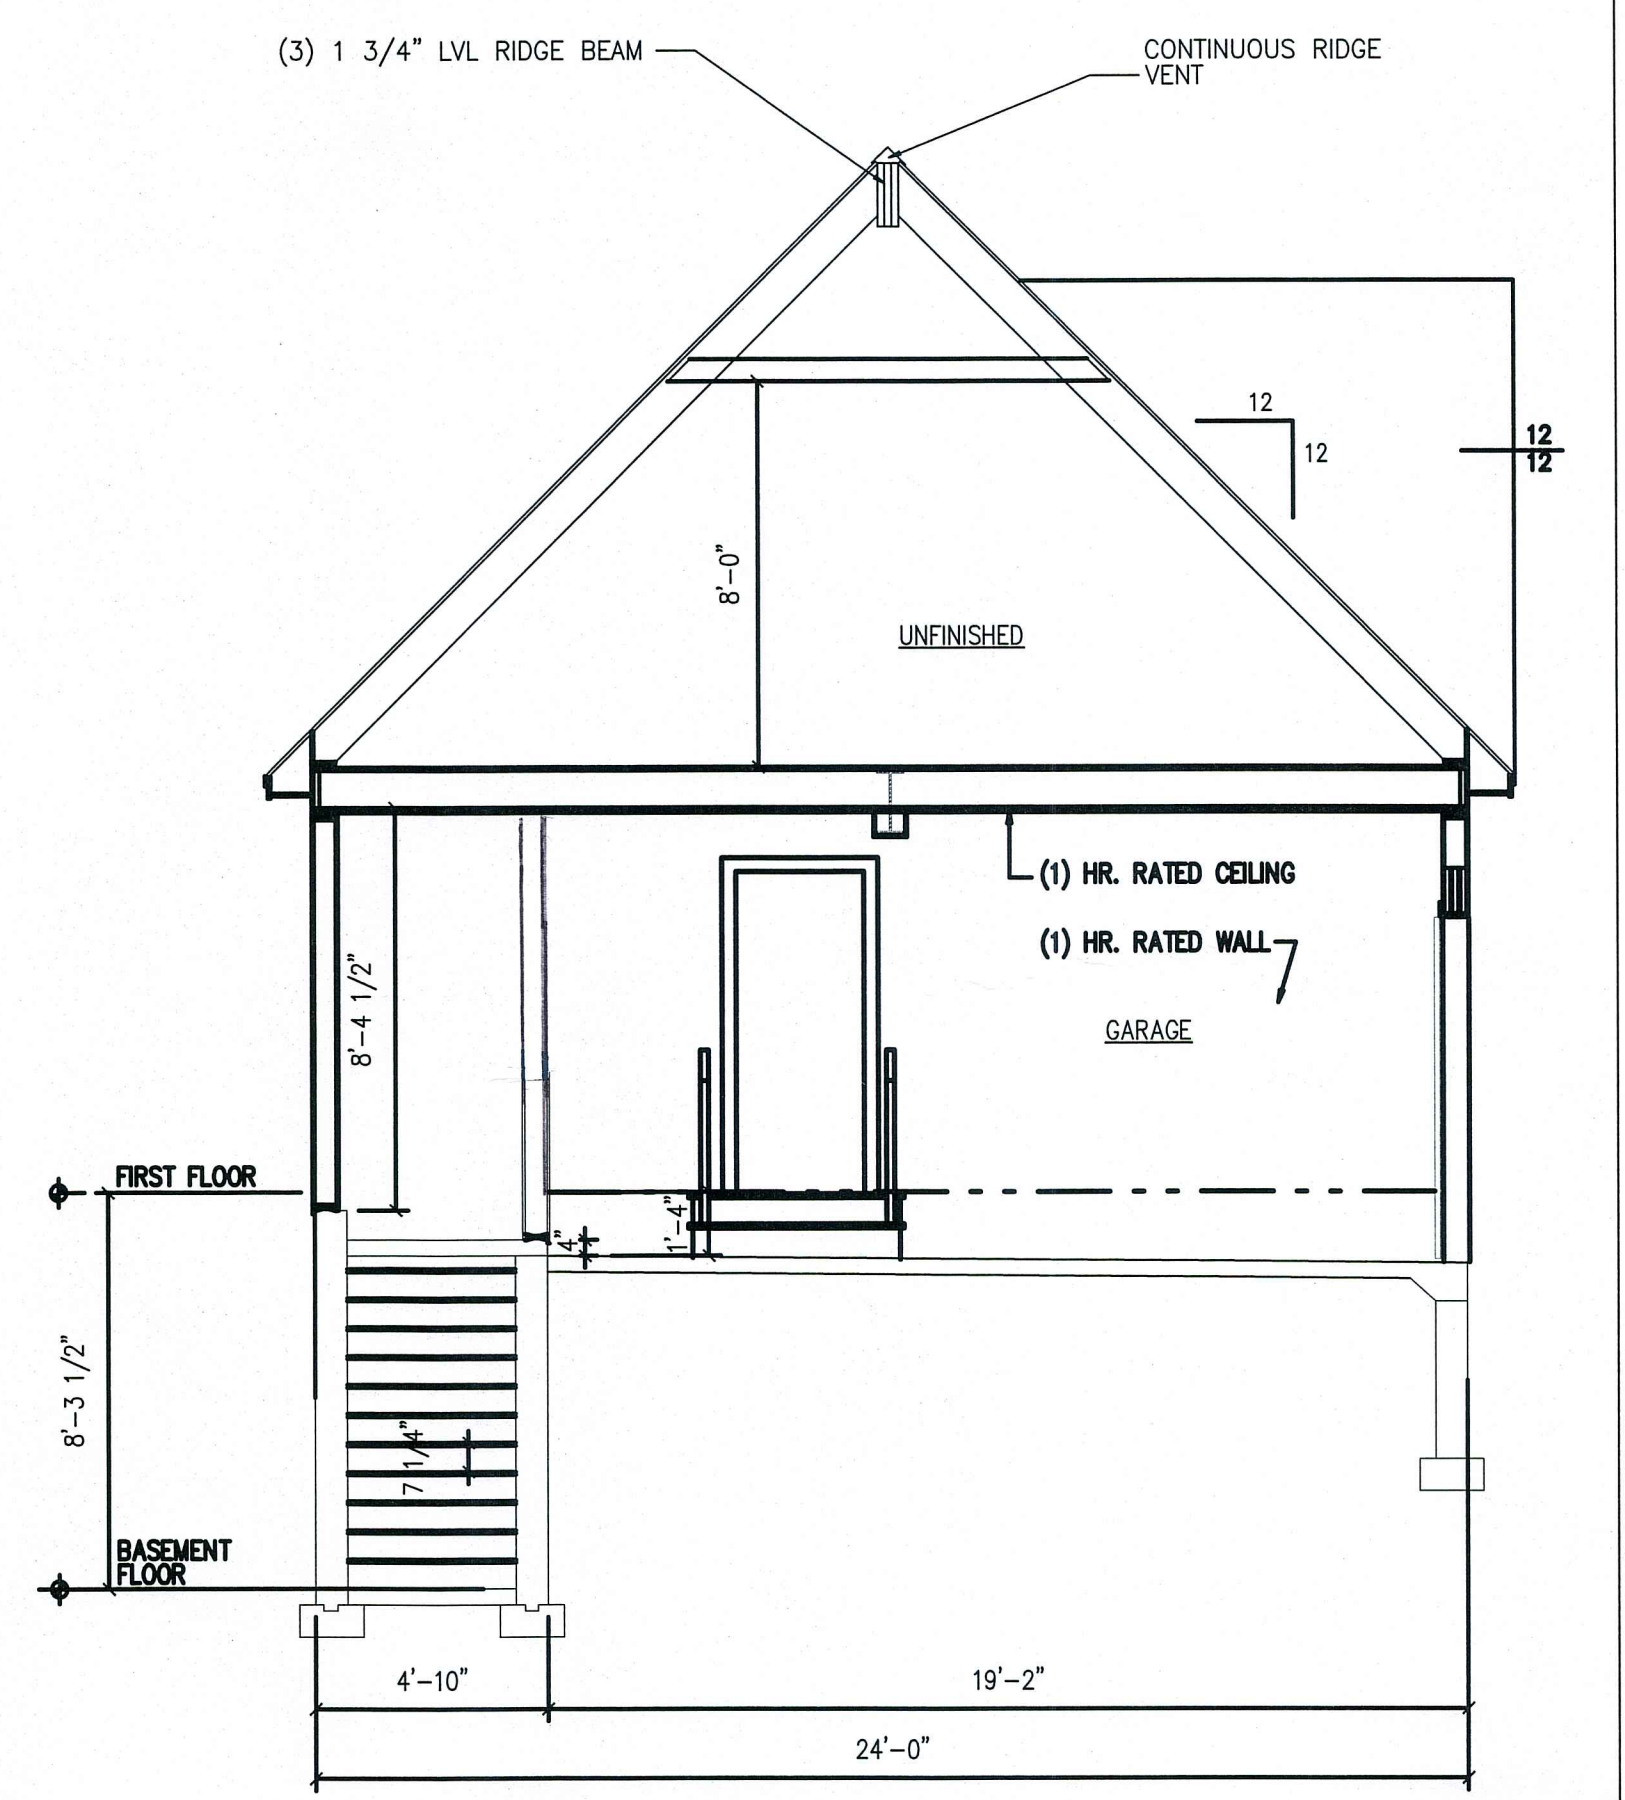 (3) 1 3/4" LVL RIDGE BEAM
CONTINUOUS RIDGE
VENT
12
12
12
12
8'-0"
UNFINISHED
(1) HR. RATED CEILING
(1) HR. RATED WALL
8'-4 1/2"
GARAGE
FIRST FLOOR
1'-4"
4"
8'-3 1/2"
7 1/4"
BASEMENT
FLOOR
4'-10"
19'-2"
24'-0"